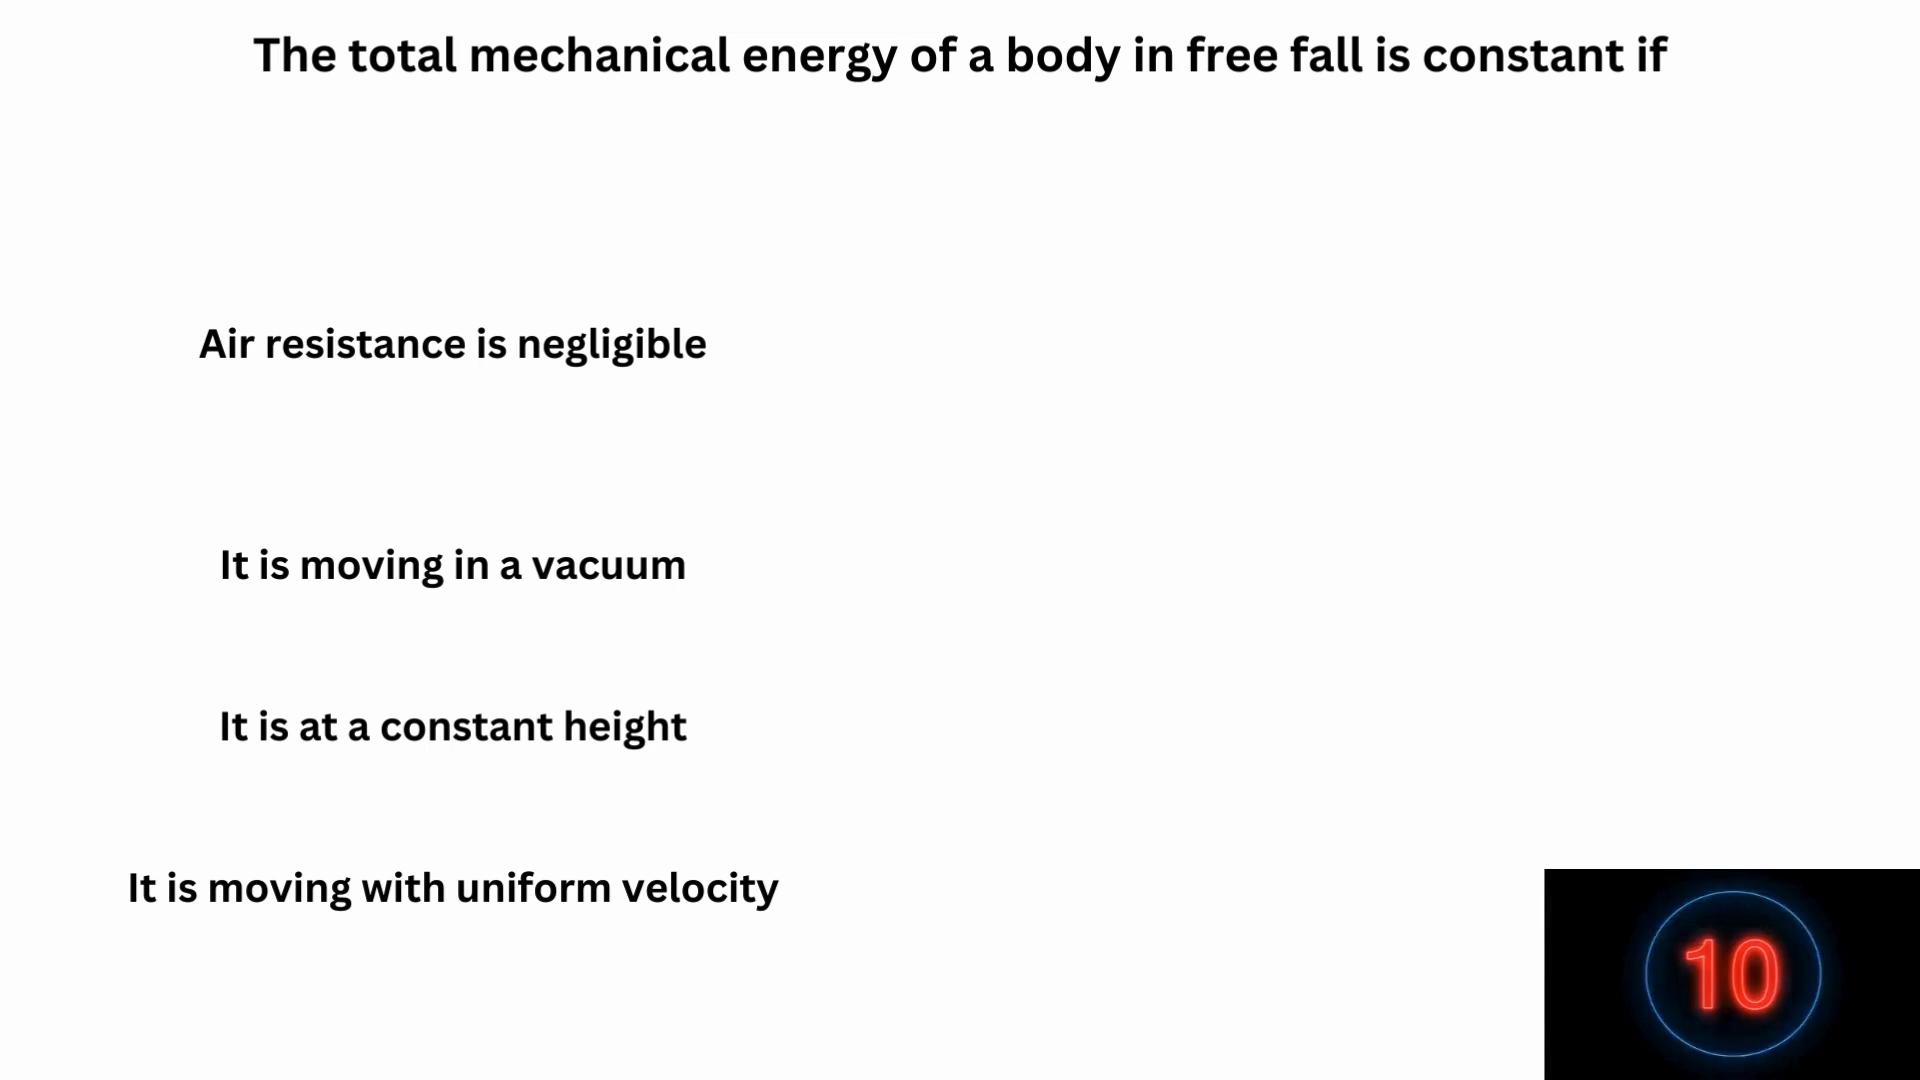 The total mechanical energy of a body in free fall is constant if
Air resistance is negligible
It is moving in a vacuum
It is at a constant height
It is moving with uniform velocity
10